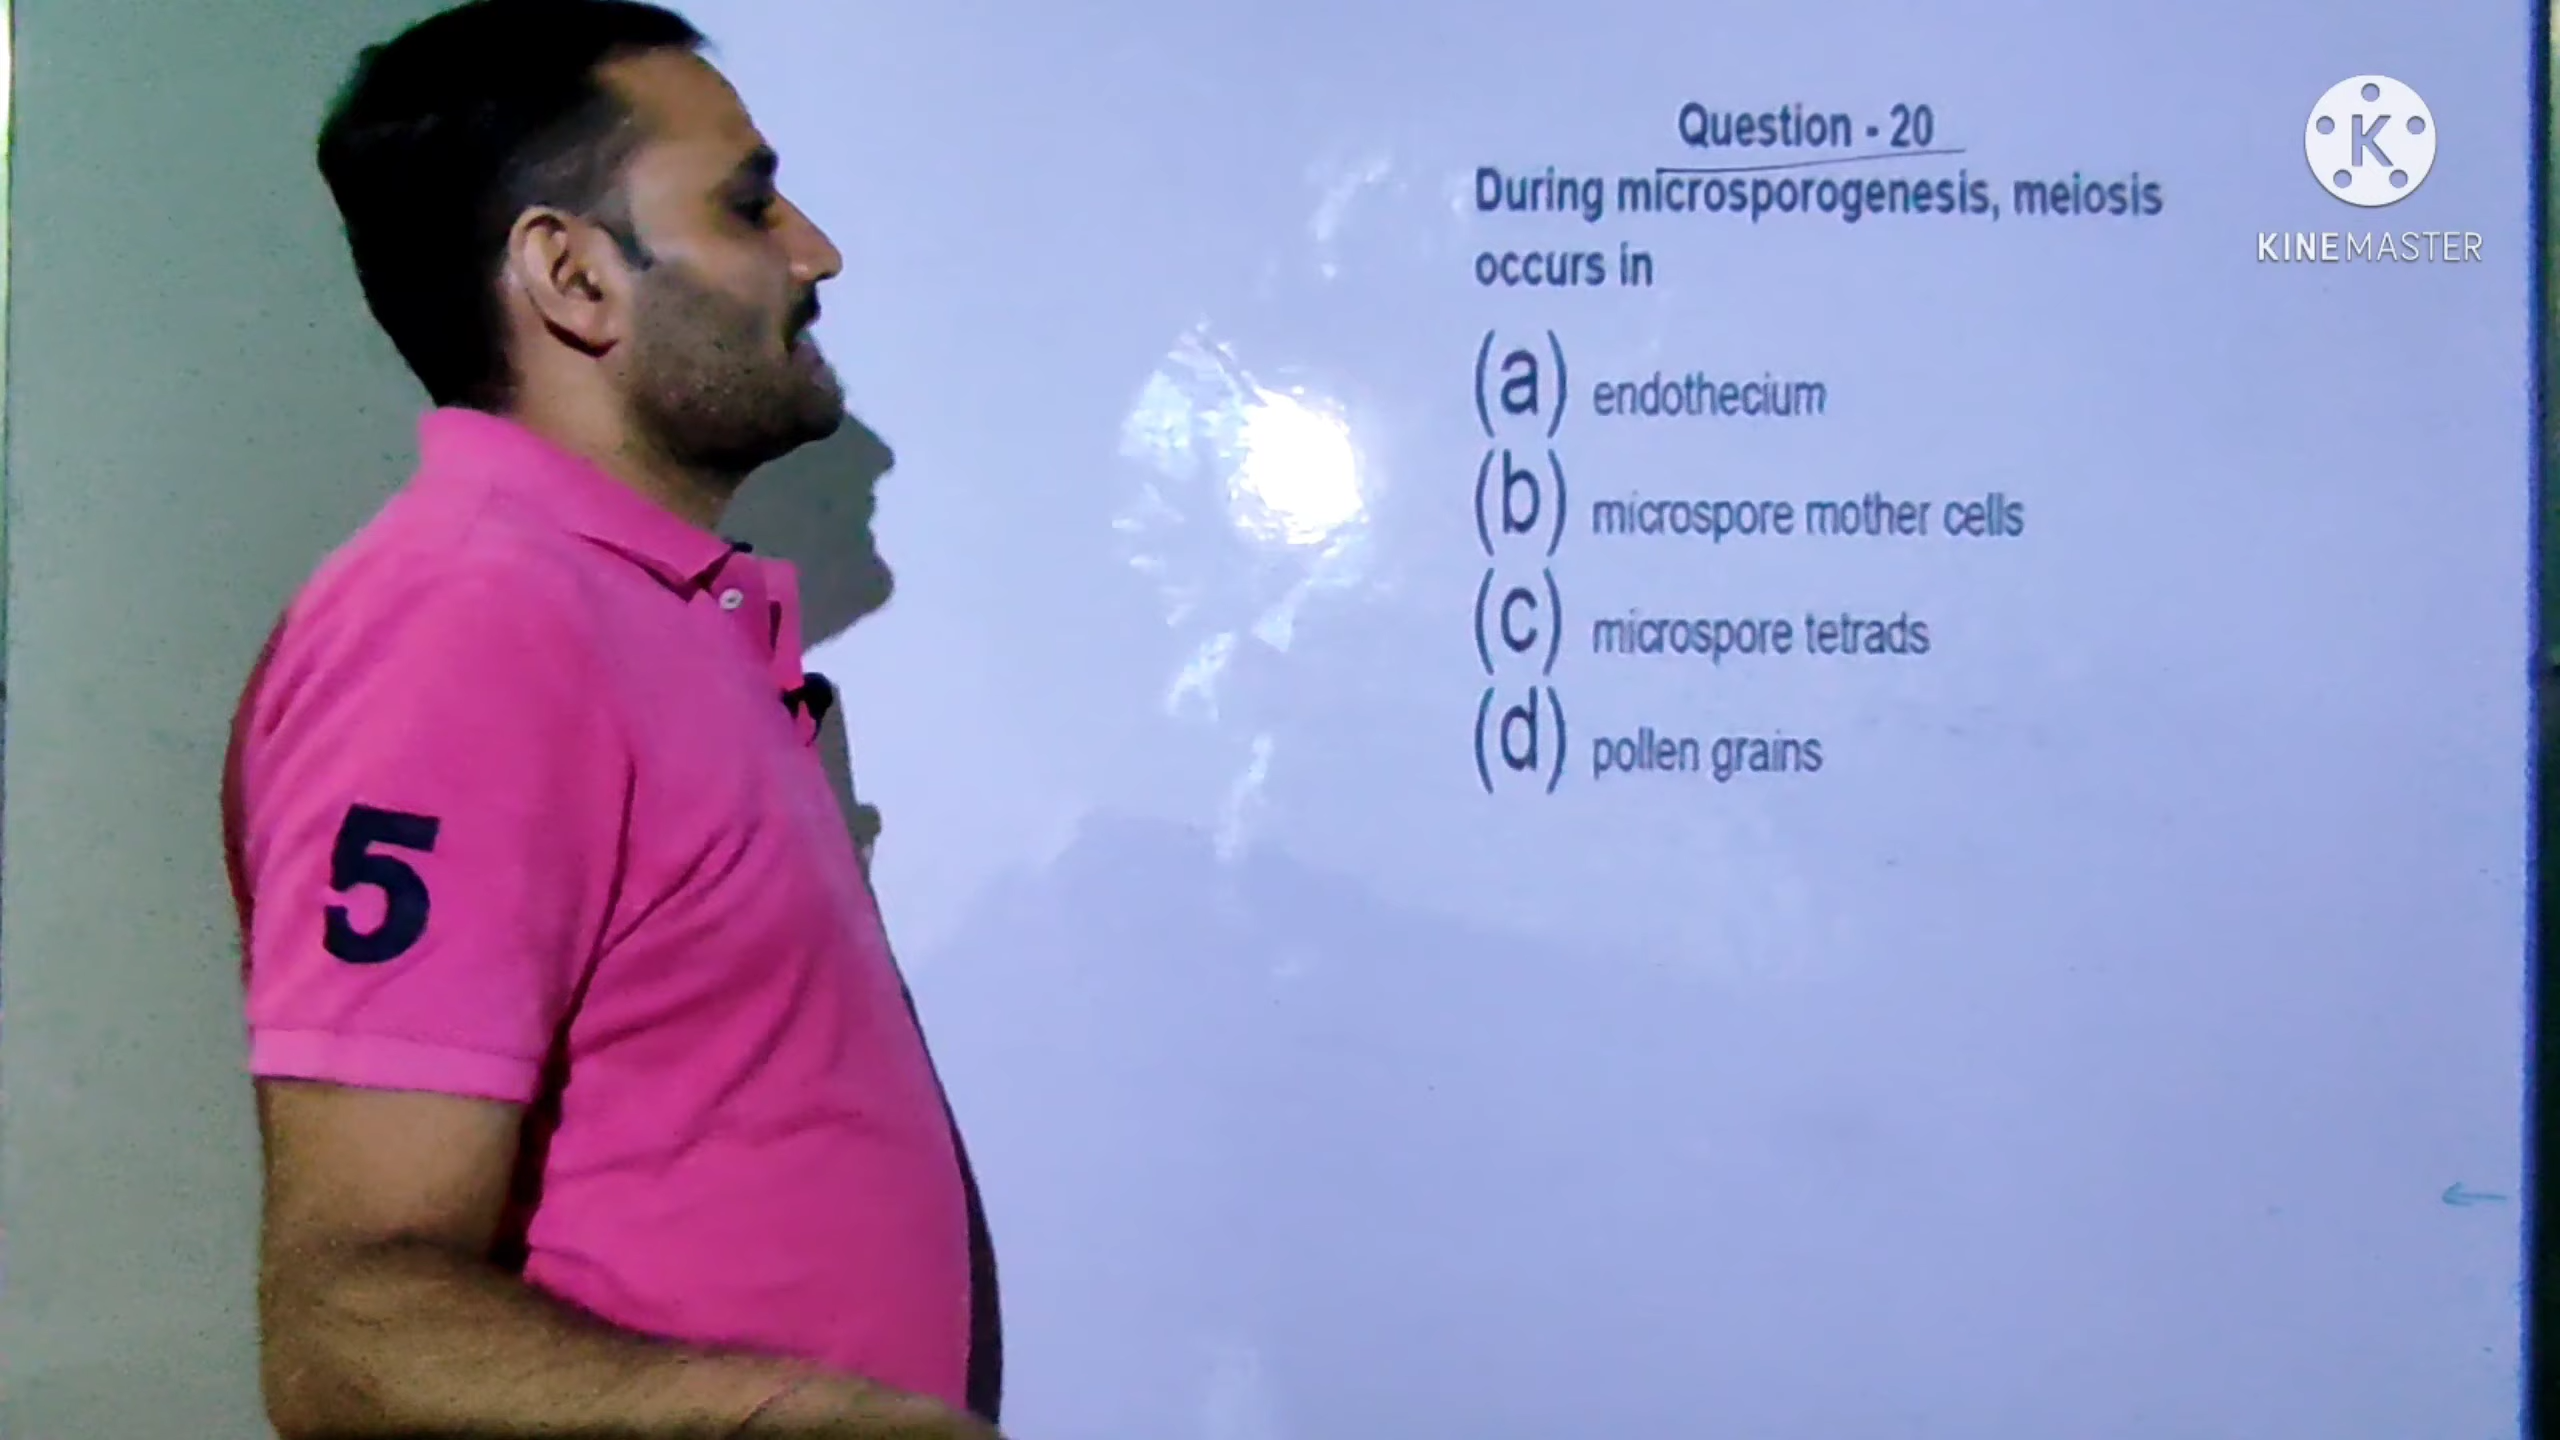 Question - 20
During microsporogenesis, meiosis
occurs in
(a) endothecium
(b) microspore mother cells
(c) microspore tetrads
(d) pollen grains
K
KINEMASTER
5